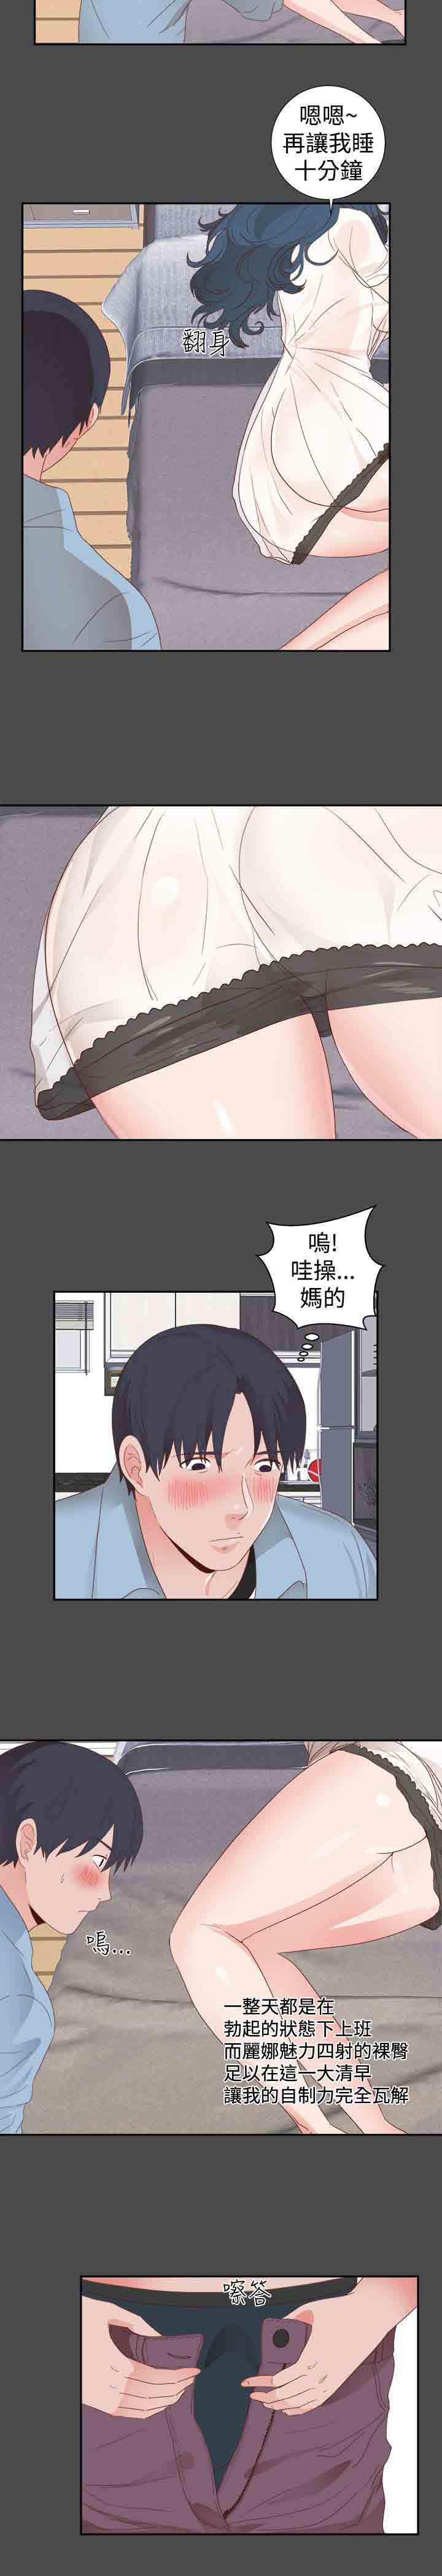 嗯嗯~
再讓我睡
十分鐘
翻身
嗚!
哇操...
媽的
嗚...
一整天都是在
勃起的狀態下上班
而麗娜魅力四射的裸臀
足以在這一大清早
讓我的自制力完全瓦解
嚓答